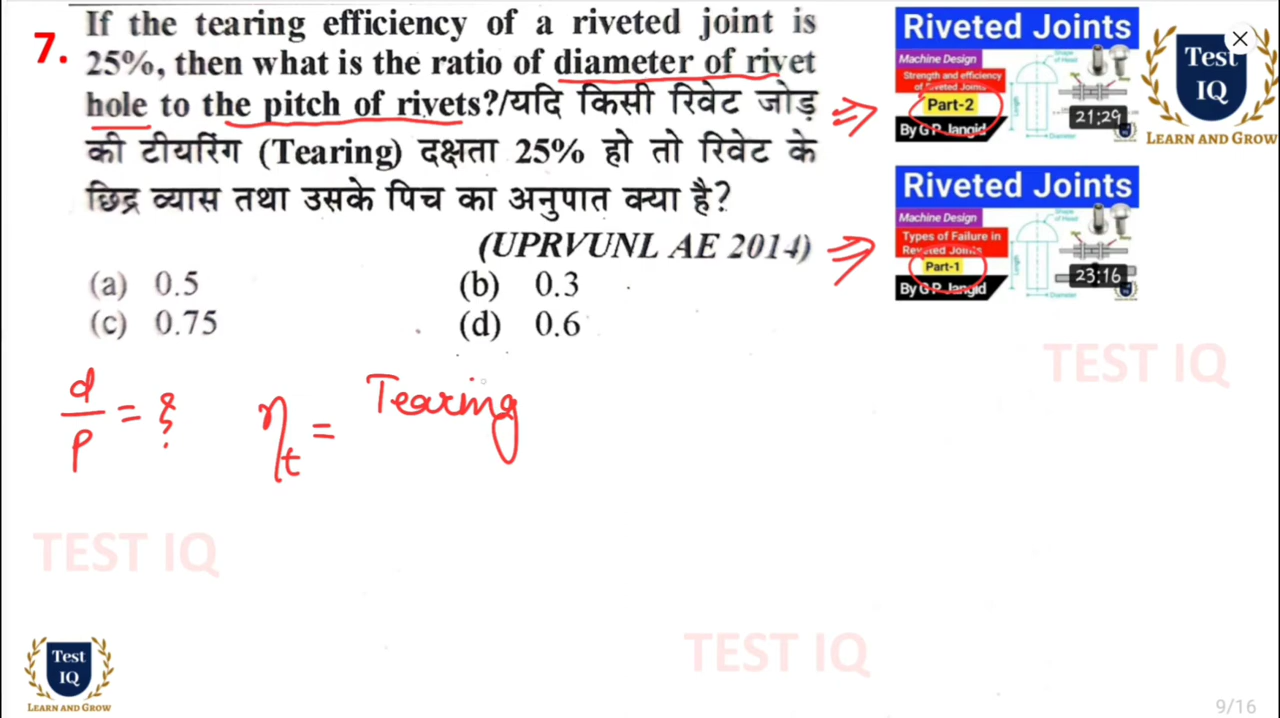 7.
If the tearing efficiency of a riveted joint is
25%, then what is the ratio of diameter of rivet
hole to the pitch of rivets?/यदि किसी रिवेट जोड़
की टीयरिंग (Tearing) दक्षता 25% हो तो रिवेट के
छिद्र व्यास तथा उसके पिच का अनुपात क्या है?
(UPRVUNL AE 2014)
(a) 0.5 (b) 0.3
(c) 0.75 (d) 0.6
d/p = ? η_t = Tearing
Riveted Joints
Machine Design
Strength and efficiency
of Riveted Joints
Part-2
By G.P. Jangid
21:29
Riveted Joints
Machine Design
Types of Failure in
Riveted Joints
Part-1
By G.P. Jangid
23:16
Test
IQ
LEARN AND GROW
TEST IQ
TEST IQ
TEST IQ
Test
IQ
LEARN AND GROW
9/16